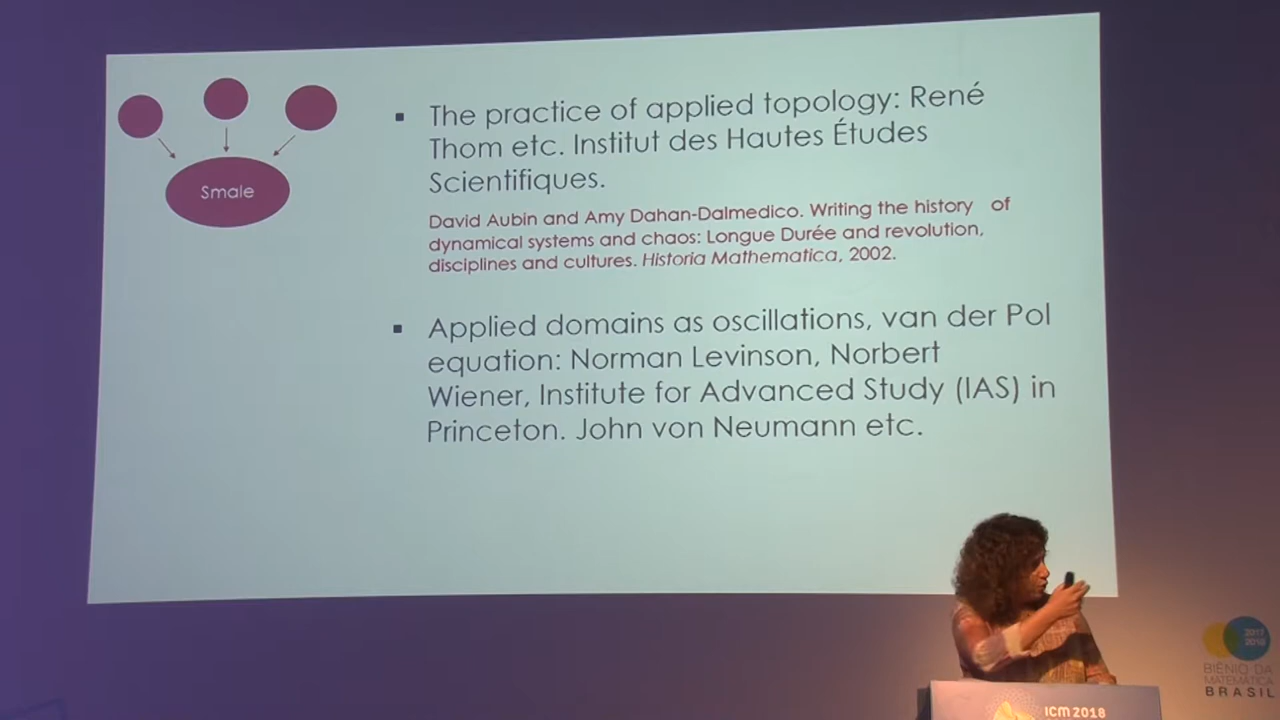 Smale
▪ The practice of applied topology: René
Thom etc. Institut des Hautes Études
Scientifiques.
David Aubin and Amy Dahan-Dalmedico. Writing the history of
dynamical systems and chaos: Longue Durée and revolution,
disciplines and cultures. Historia Mathematica, 2002.
▪ Applied domains as oscillations, van der Pol
equation: Norman Levinson, Norbert
Wiener, Institute for Advanced Study (IAS) in
Princeton. John von Neumann etc.
2017
2018
BIÊNIO DA
MATEMÁTICA
BRASIL
ICM 2018